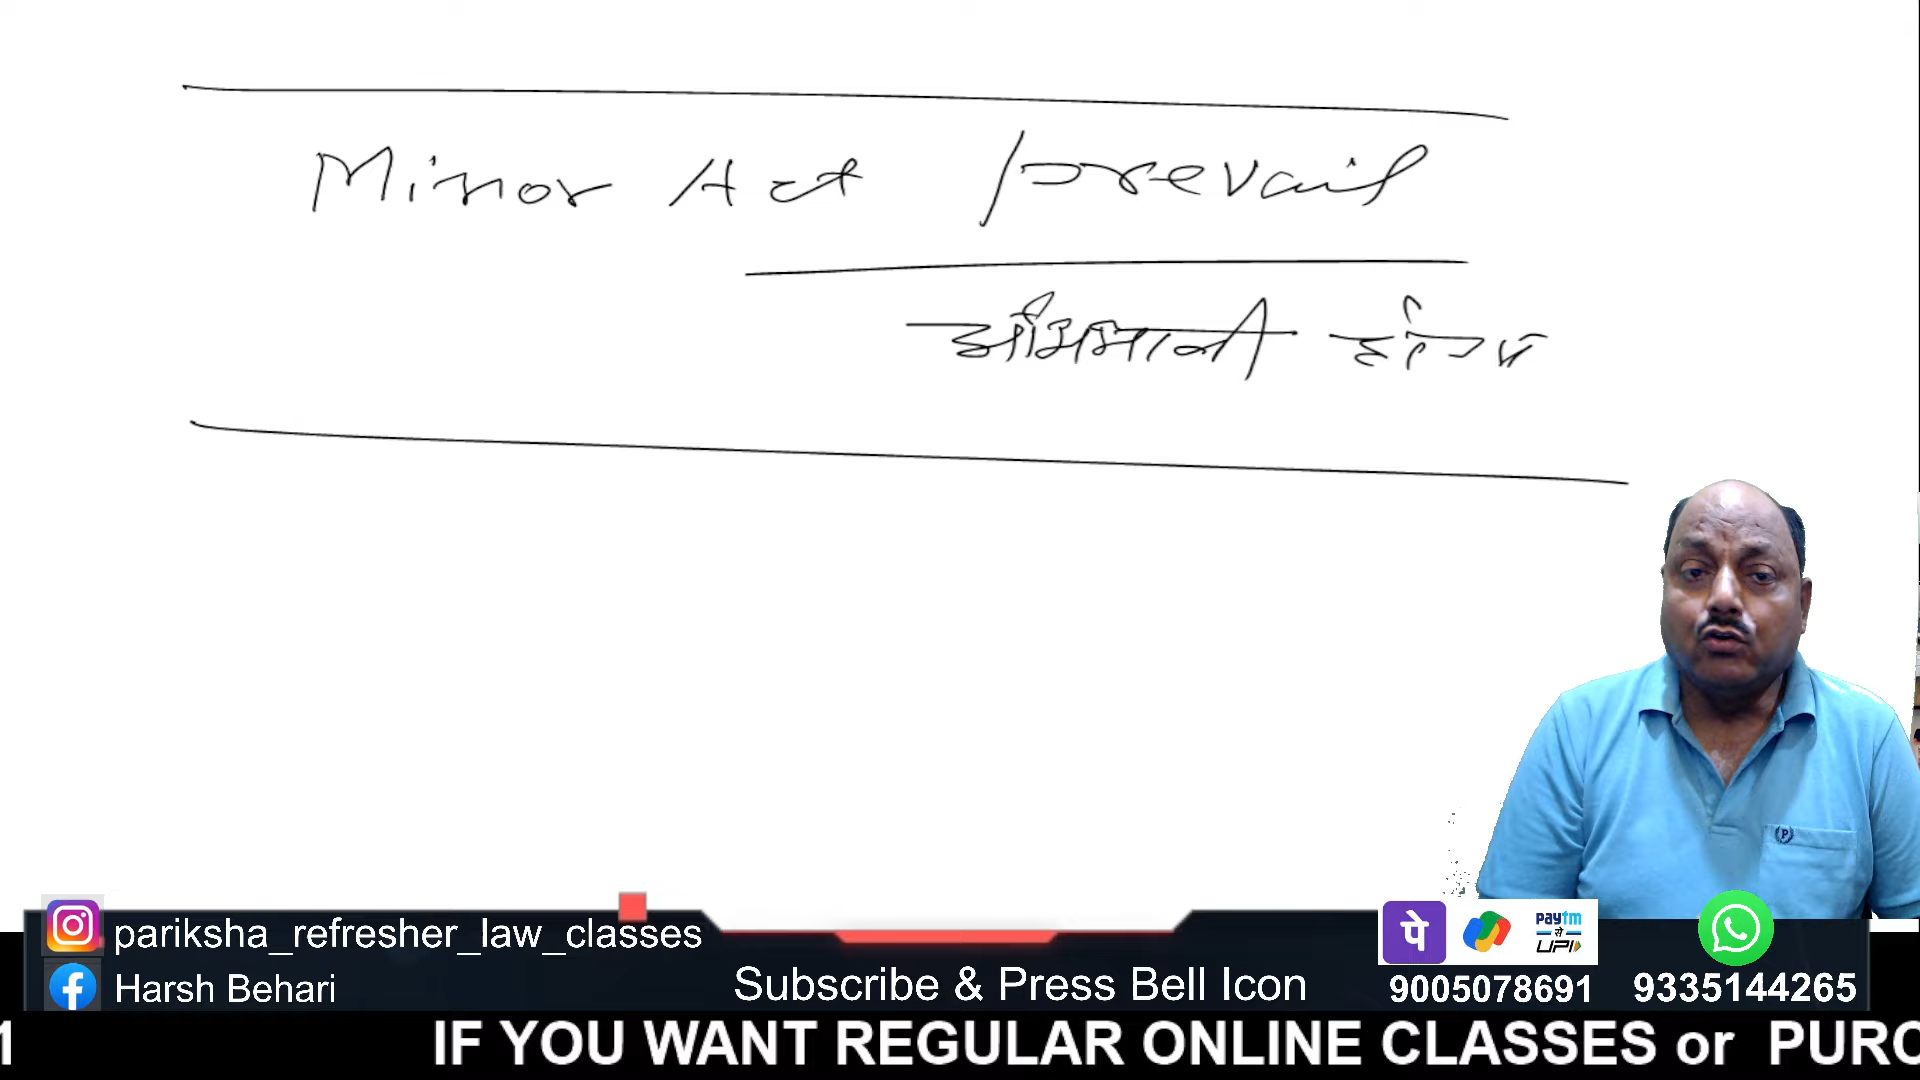 Minor Act prevail
अभिभावी होगा
pariksha_refresher_law_classes
Harsh Behari
Subscribe & Press Bell Icon
पे
paytm
से
UPI
9005078691
9335144265
1 IF YOU WANT REGULAR ONLINE CLASSES or PURC